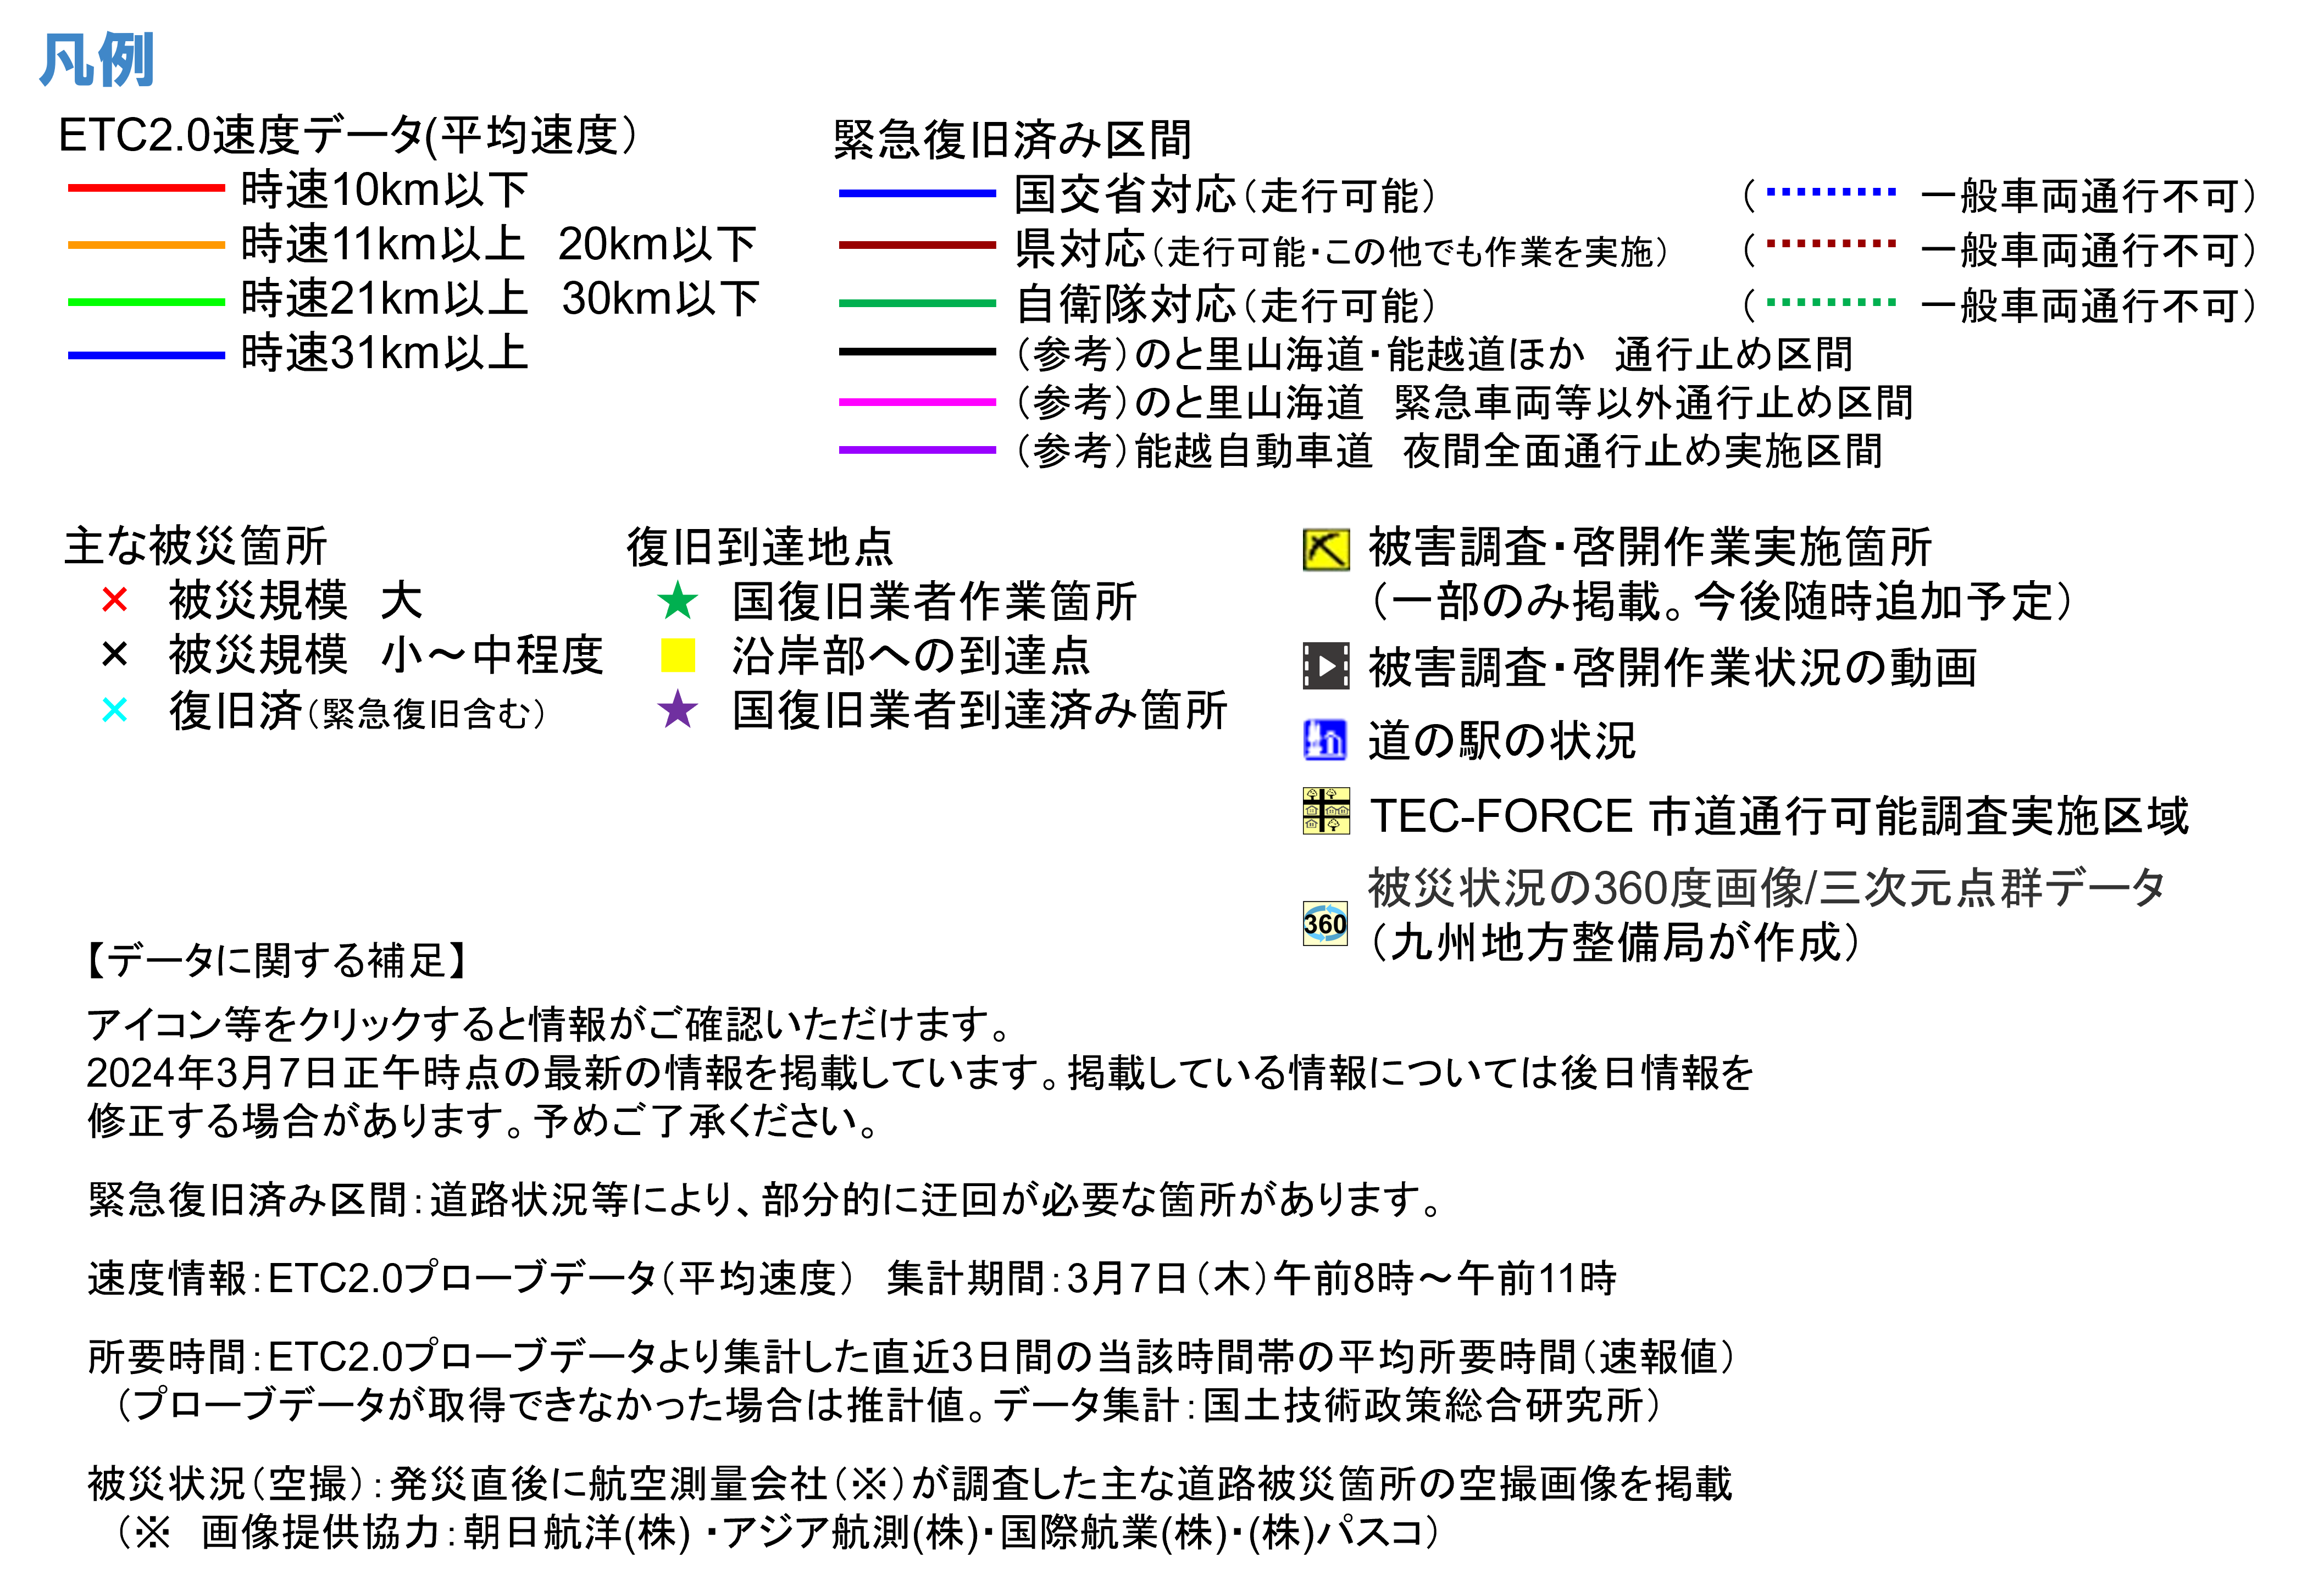 凡例
ETC2.0速度データ(平均速度）
時速10km以下
時速11km以上　20km以下
時速21km以上　30km以下
時速31km以上
緊急復旧済み区間
国交省対応（走行可能）　（　一般車両通行不可）
県対応（走行可能・この他でも作業を実施）　（　一般車両通行不可）
自衛隊対応（走行可能）　（　一般車両通行不可）
（参考）のと里山海道・能越道ほか　通行止め区間
（参考）のと里山海道　緊急車両等以外通行止め区間
（参考）能越自動車道　夜間全面通行止め実施区間
主な被災箇所
被災規模　大
被災規模　小～中程度
復旧済（緊急復旧含む）
復旧到達地点
国復旧業者作業箇所
沿岸部への到達点
国復旧業者到達済み箇所
被害調査・啓開作業実施箇所
（一部のみ掲載。今後随時追加予定）
被害調査・啓開作業状況の動画
道の駅の状況
TEC-FORCE 市道通行可能調査実施区域
被災状況の360度画像/三次元点群データ
360
（九州地方整備局が作成）
【データに関する補足】
アイコン等をクリックすると情報がご確認いただけます。
2024年3月7日正午時点の最新の情報を掲載しています。掲載している情報については後日情報を
修正する場合があります。予めご了承ください。
緊急復旧済み区間：道路状況等により、部分的に迂回が必要な箇所があります。
速度情報：ETC2.0プローブデータ（平均速度）　集計期間：3月7日（木）午前8時～午前11時
所要時間：ETC2.0プローブデータより集計した直近3日間の当該時間帯の平均所要時間（速報値）
（プローブデータが取得できなかった場合は推計値。データ集計：国土技術政策総合研究所）
被災状況（空撮）：発災直後に航空測量会社（※）が調査した主な道路被災箇所の空撮画像を掲載
（※　画像提供協力：朝日航洋(株) ・アジア航測(株)・国際航業(株)・(株)パスコ）